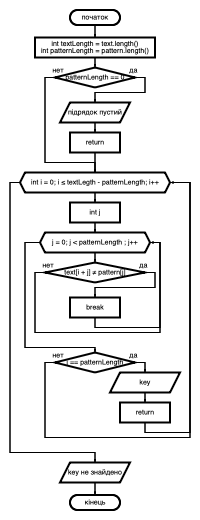 початок
int textLength = text.length()
int patternLength = pattern.length()
нет
да
patternLength == 0
підрядок пустий
return
int i = 0; i ≤ textLegth - patternLength; i++
int j
j = 0; j < patternLength ; j++
нет
да
text[i + j] ≠ pattern[j]
break
нет
да
j == patternLength
key
return
key не знайдено
кінець